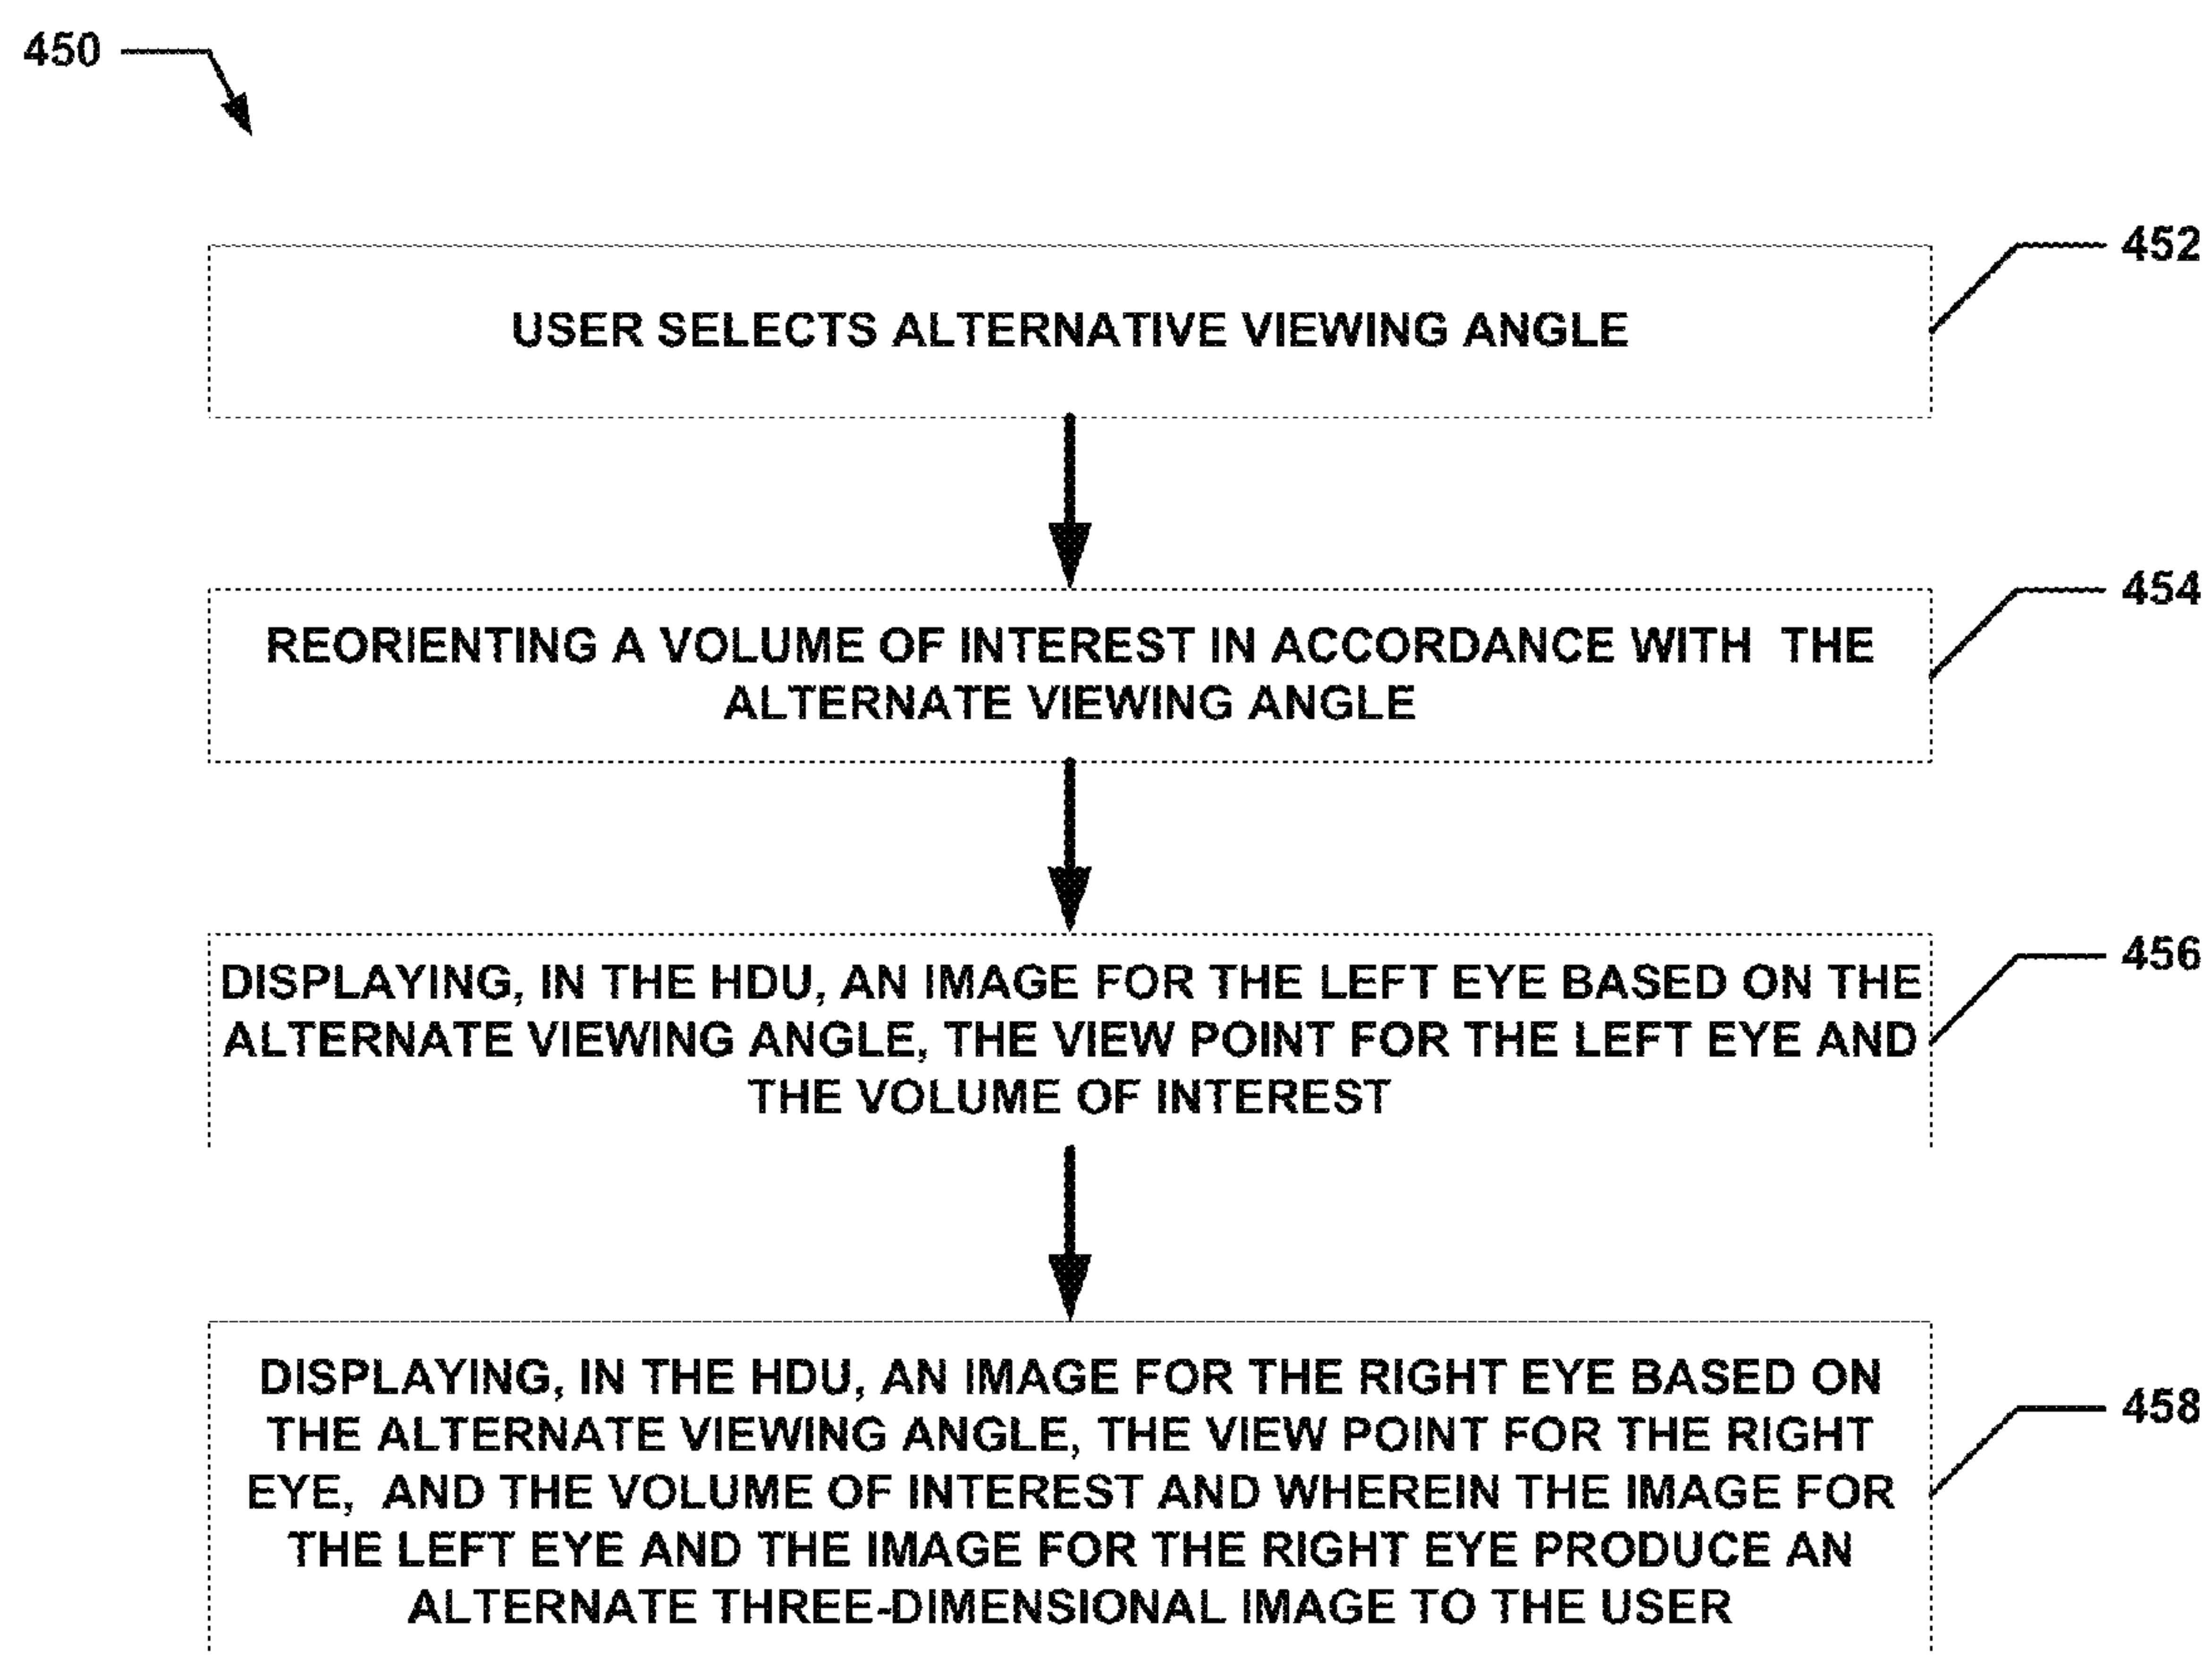 450
452
USER SELECTS ALTERNATIVE VIEWING ANGLE
454
REORIENTING A VOLUME OF INTEREST IN ACCORDANCE WITH THE
ALTERNATE VIEWING ANGLE
456
DISPLAYING, IN THE HDU, AN IMAGE FOR THE LEFT EYE BASED ON THE
ALTERNATE VIEWING ANGLE, THE VIEW POINT FOR THE LEFT EYE AND
THE VOLUME OF INTEREST
458
DISPLAYING, IN THE HDU, AN IMAGE FOR THE RIGHT EYE BASED ON
THE ALTERNATE VIEWING ANGLE, THE VIEW POINT FOR THE RIGHT
EYE, AND THE VOLUME OF INTEREST AND WHEREIN THE IMAGE FOR
THE LEFT EYE AND THE IMAGE FOR THE RIGHT EYE PRODUCE AN
ALTERNATE THREE-DIMENSIONAL IMAGE TO THE USER